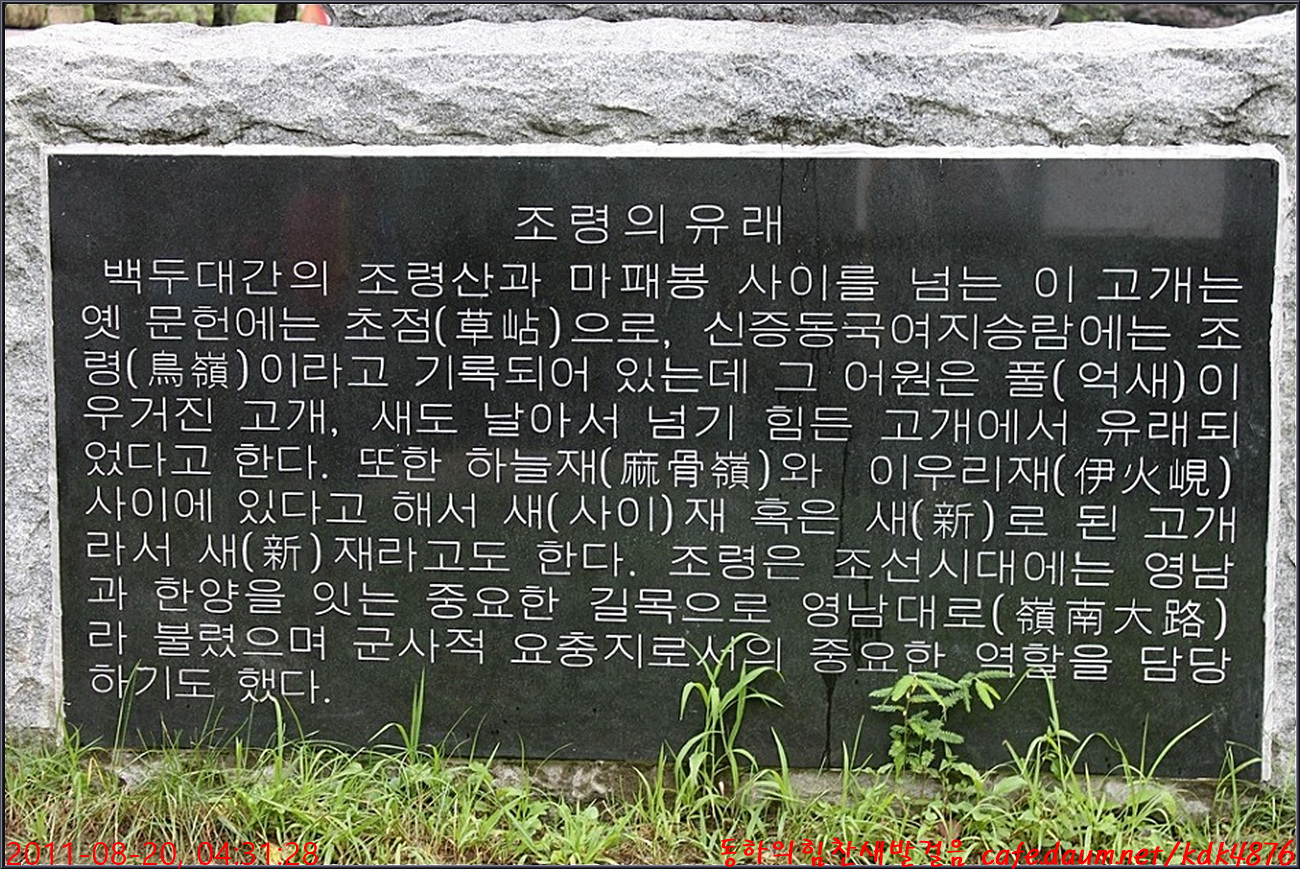 조령의유래
백두대간의 조령산과 마패봉 사이를 넘는 이 고개는
옛 문헌에는 초점(草岾)으로, 신증동국여지승람에는 조
령(鳥嶺)이라고 기록되어 있는데 그 어원은 풀(억새)이
우거진 고개, 새도 날아서 넘기 힘든 고개에서 유래되
었다고 한다. 또한 하늘재(麻骨嶺)와 이우리재(伊火峴)
사이에 있다고 해서 새(사이)재 혹은 새(新)로 된 고개
라서 새(新)재라고도 한다. 조령은 조선시대에는 영남
과 한양을 잇는 중요한 길목으로 영남대로(嶺南大路)
라 불렸으며 군사적 요충지로서의 중요한 역할을 담당
하기도 했다.
2011-08-20, 04:31:28
동하의힘찬새발걸음 cafe.daum.net/kdk4876